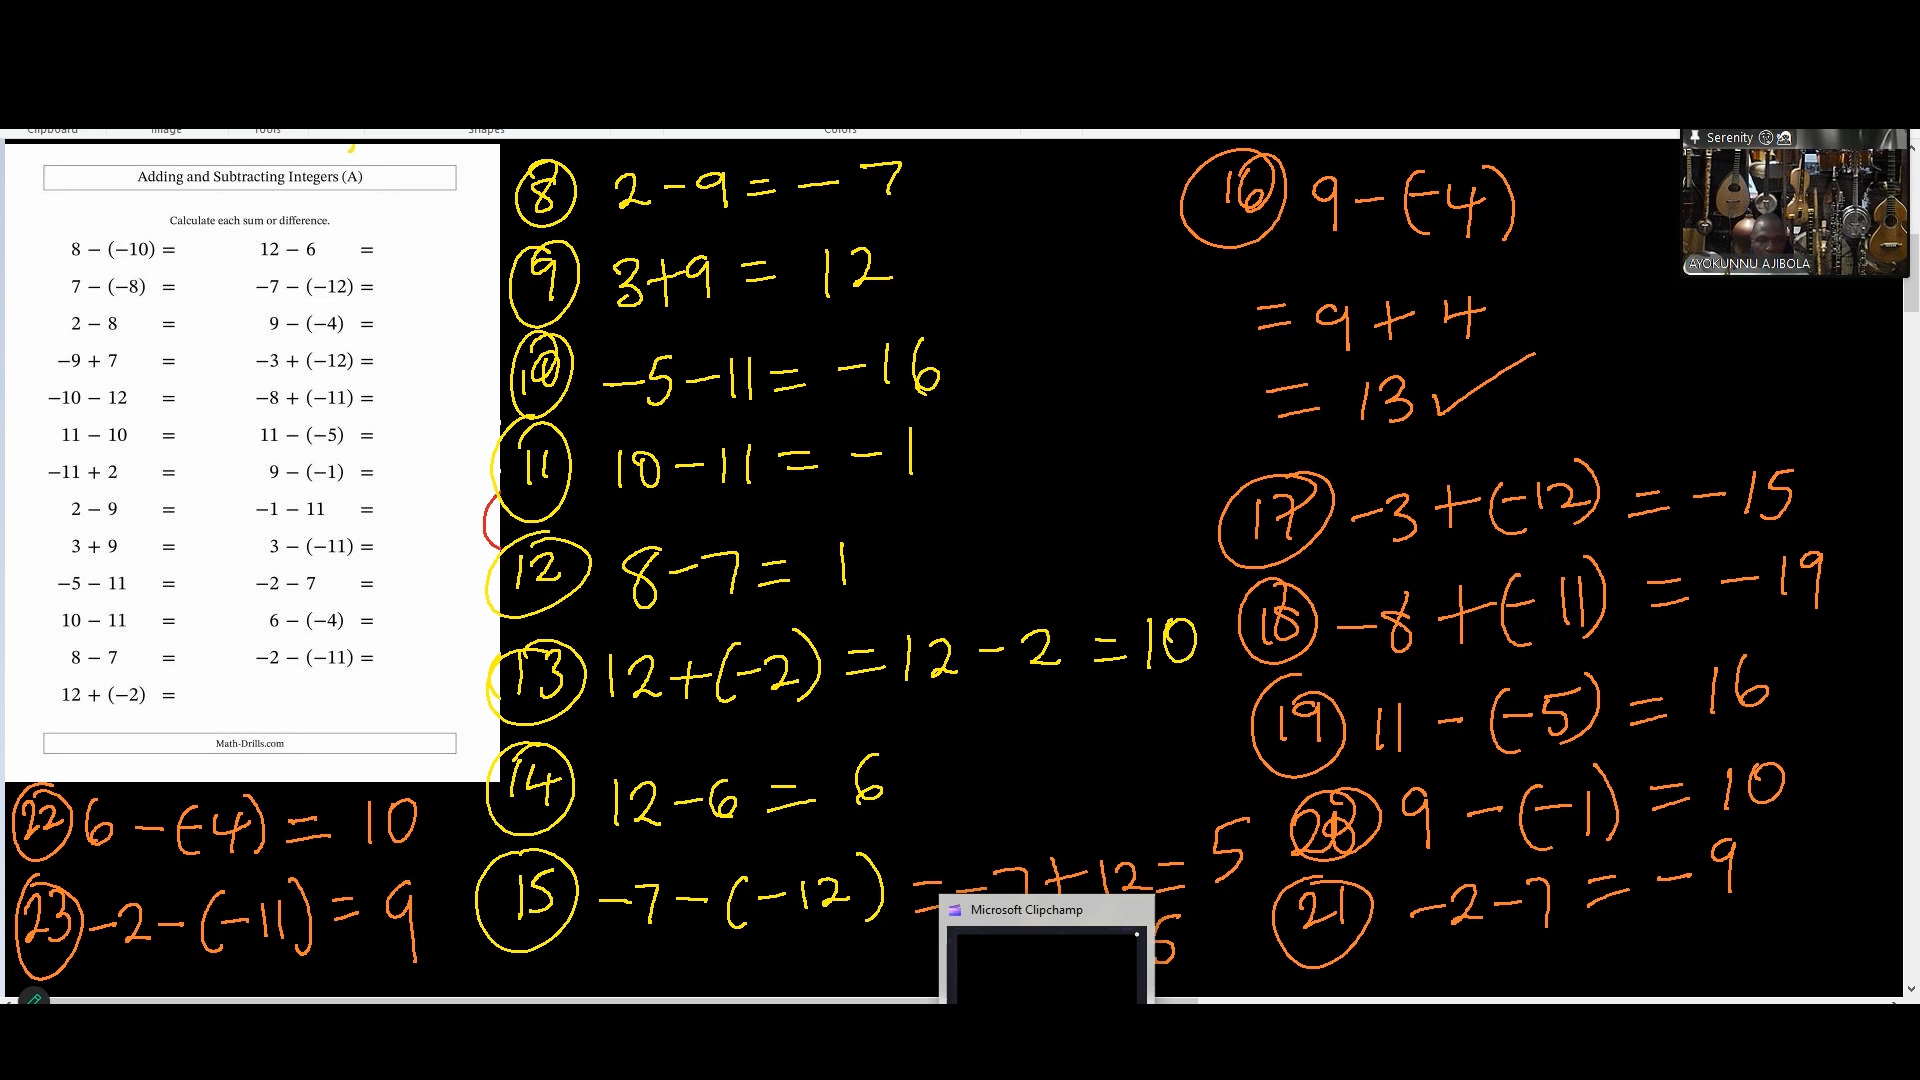 Clipboard Image Tools Shapes Colors
Adding and Subtracting Integers (A)
Calculate each sum or difference.
8 − (−10) =
7 − (−8) =
2 − 8 =
−9 + 7 =
−10 − 12 =
11 − 10 =
−11 + 2 =
2 − 9 =
3 + 9 =
−5 − 11 =
10 − 11 =
8 − 7 =
12 + (−2) =
12 − 6 =
−7 − (−12) =
9 − (−4) =
−3 + (−12) =
−8 + (−11) =
11 − (−5) =
9 − (−1) =
−1 − 11 =
3 − (−11) =
−2 − 7 =
6 − (−4) =
−2 − (−11) =
Math-Drills.com
22 6 − (−4) = 10
23 −2 − (−11) = 9
8 2 − 9 = − 7
9 3 + 9 = 12
10 −5 − 11 = −16
11 10 − 11 = −1
12 8 − 7 = 1
13 12 + (−2) = 12 − 2 = 10
14 12 − 6 = 6
15 −7 − (−12) = −7 + 12 = 5
Microsoft Clipchamp
16 9 − (−4)
= 9 + 4
= 13 ✓
17 −3 + (−12) = −15
18 −8 + (−11) = −19
19 11 − (−5) = 16
9 − (−1) = 10
21 −2 − 7 = −9
Serenity
AYOKUNNU AJIBOLA